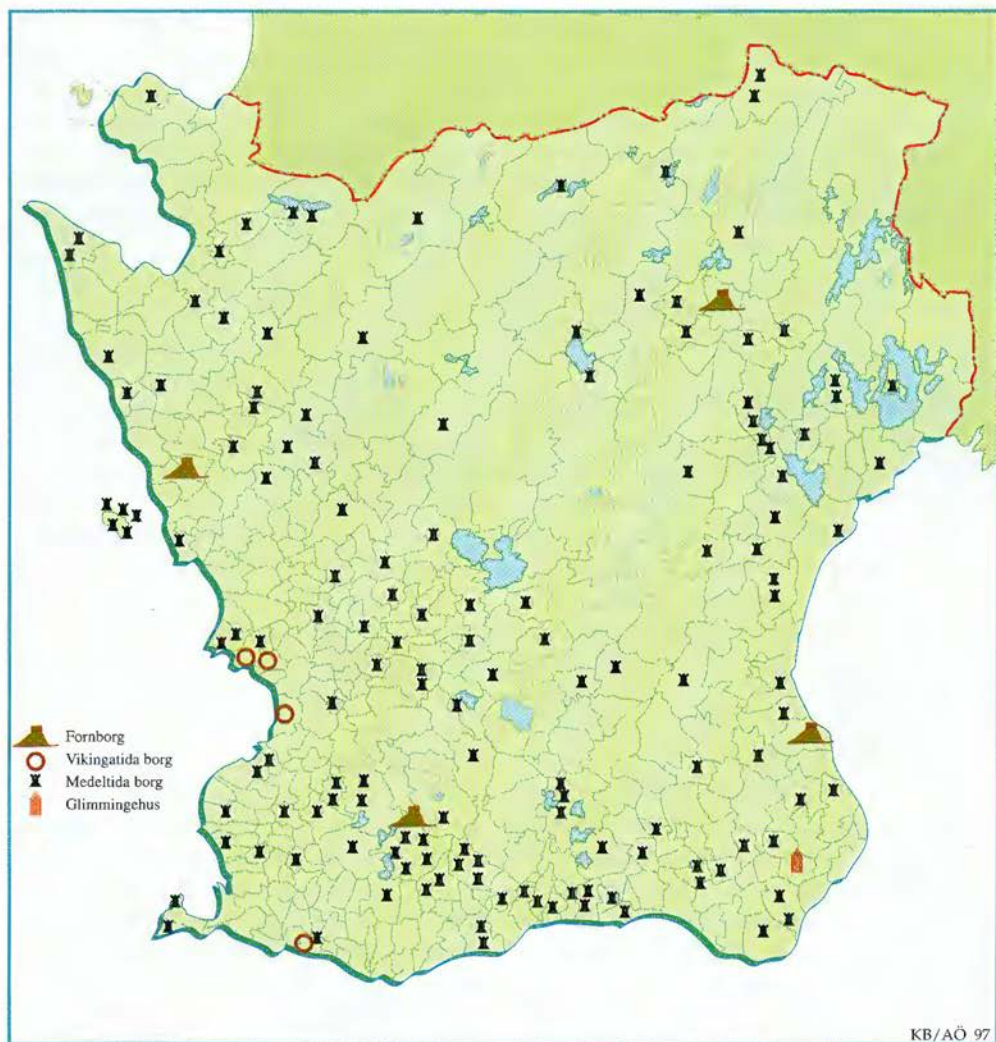 Fornborg
Vikingatida borg
Medeltida borg
Glimmingehus
KB/AÖ 97